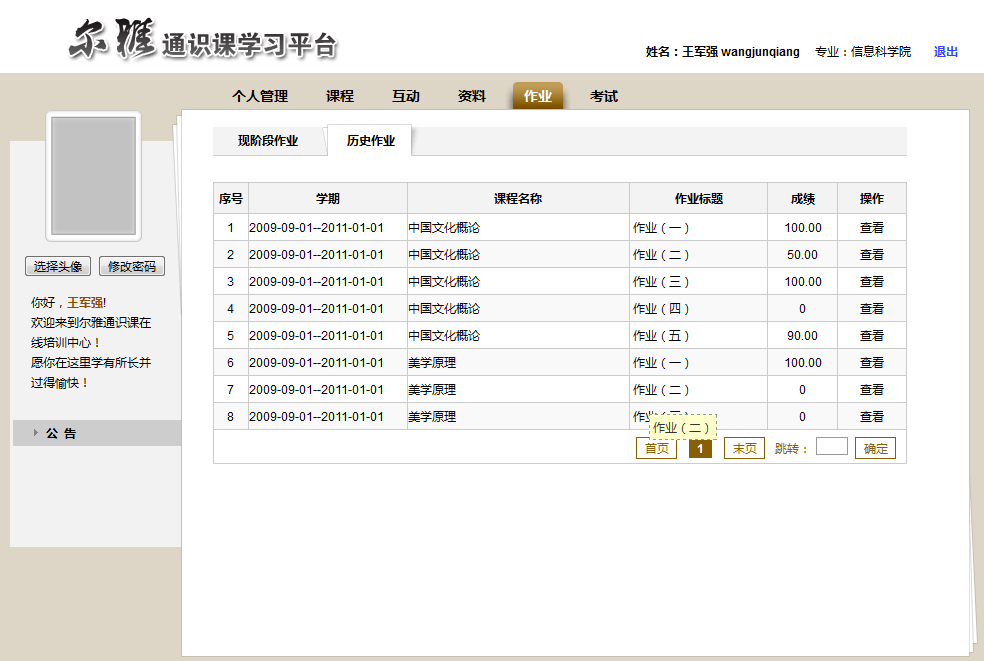 尔雅 通识课学习平台
姓名：王军强 wangjunqiang 专业：信息科学院 退出
个人管理 课程 互动 资料 作业 考试
现阶段作业 历史作业
选择头像 修改密码
你好，王军强!
欢迎来到尔雅通识课在
线培训中心！
愿你在这里学有所长并
过得愉快！
公 告
序号 学期 课程名称 作业标题 成绩 操作
1 2009-09-01--2011-01-01 中国文化概论 作业（一） 100.00 查看
2 2009-09-01--2011-01-01 中国文化概论 作业（二） 50.00 查看
3 2009-09-01--2011-01-01 中国文化概论 作业（三） 100.00 查看
4 2009-09-01--2011-01-01 中国文化概论 作业（四） 0 查看
5 2009-09-01--2011-01-01 中国文化概论 作业（五） 90.00 查看
6 2009-09-01--2011-01-01 美学原理 作业（一） 100.00 查看
7 2009-09-01--2011-01-01 美学原理 作业（二） 0 查看
8 2009-09-01--2011-01-01 美学原理 0 查看
作业（二）
首页 1 末页 跳转： 确定